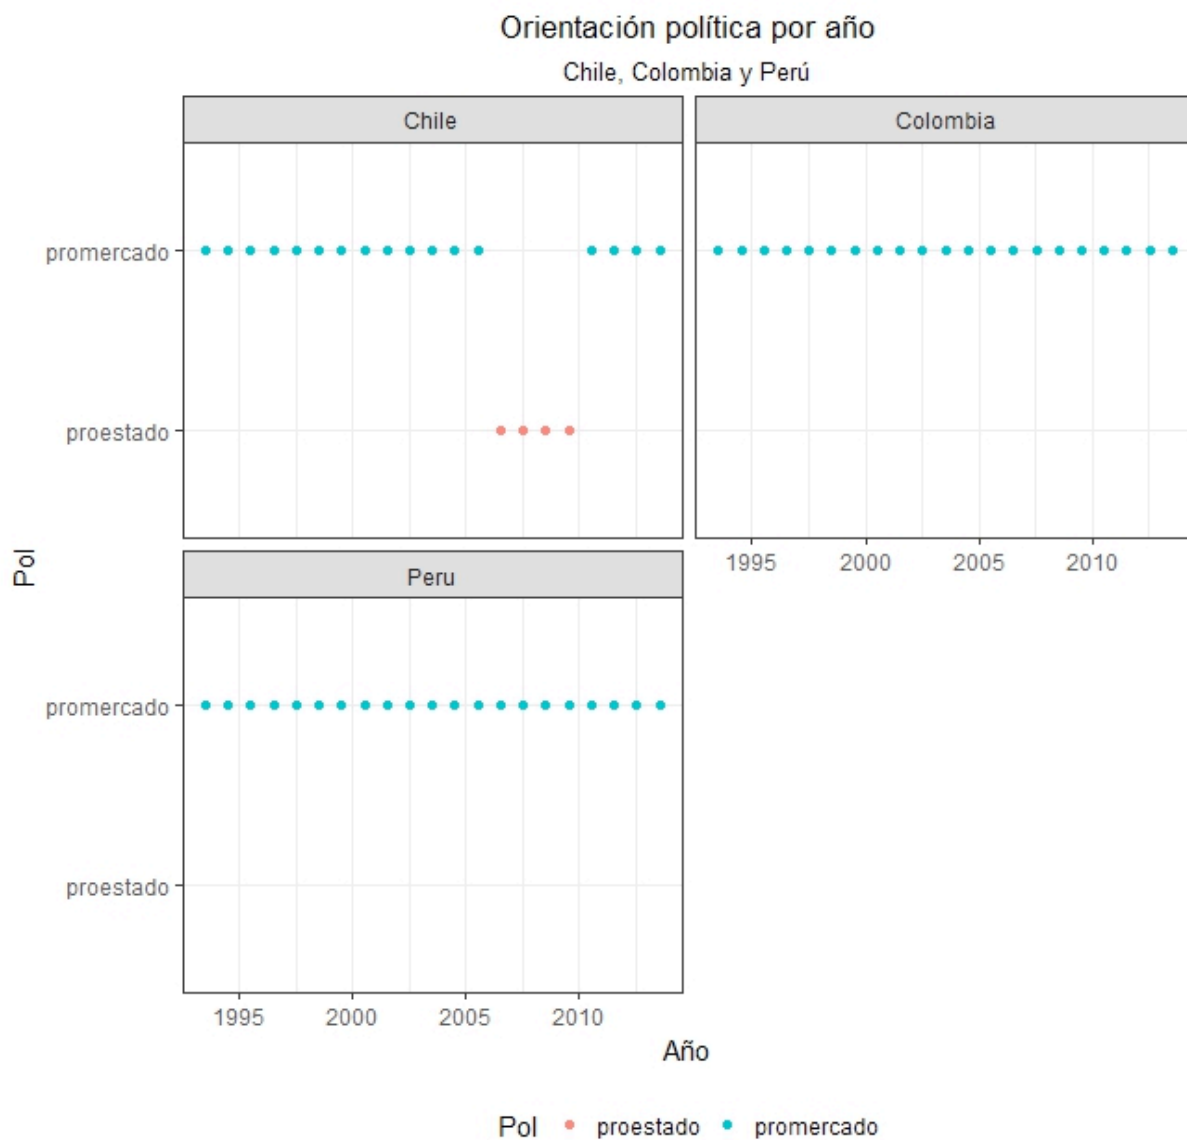 Orientación política por año
Chile, Colombia y Perú
Chile
Colombia
promercado
proestado
1995 2000 2005 2010
Pol
Peru
promercado
proestado
1995 2000 2005 2010
Año
Pol proestado promercado